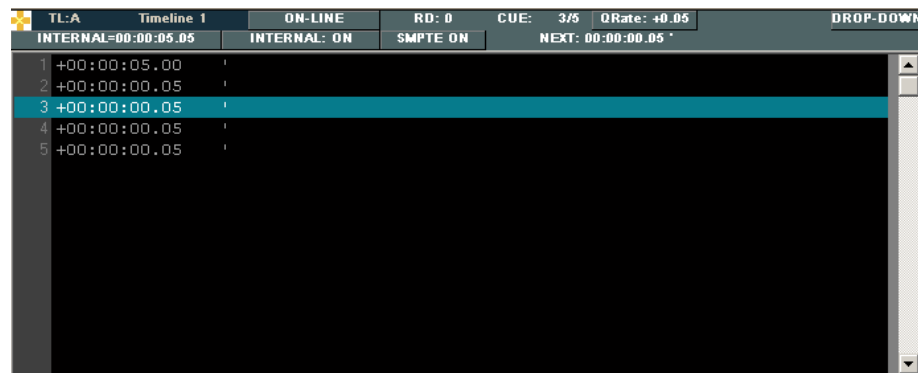 TL:A Timeline 1 ON-LINE RD: 0 CUE: 3/5 QRate: +0.05 DROP-DOWN
INTERNAL=00:00:05.05 INTERNAL: ON SMPTE ON NEXT: 00:00:00.05 '
1 +00:00:05.00 '
2 +00:00:00.05 '
3 +00:00:00.05 '
4 +00:00:00.05 '
5 +00:00:00.05 '